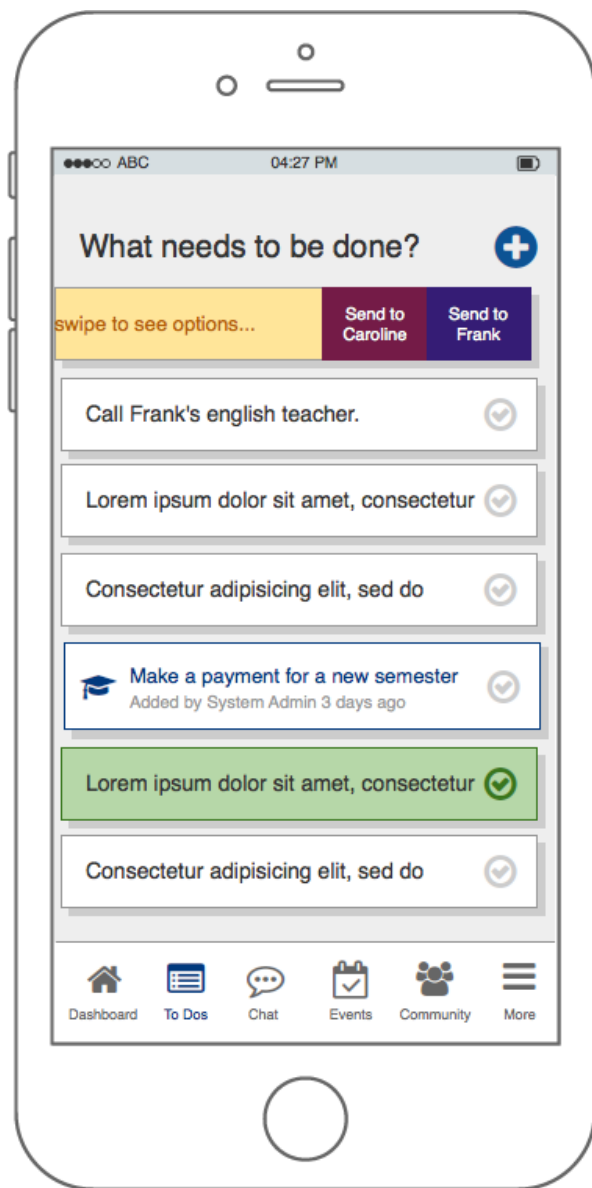 ABC 04:27 PM
What needs to be done?
swipe to see options...
Send to
Caroline
Send to
Frank
Call Frank's english teacher.
Lorem ipsum dolor sit amet, consectetur
Consectetur adipisicing elit, sed do
Make a payment for a new semester
Added by System Admin 3 days ago
Lorem ipsum dolor sit amet, consectetur
Consectetur adipisicing elit, sed do
Dashboard To Dos Chat Events Community More